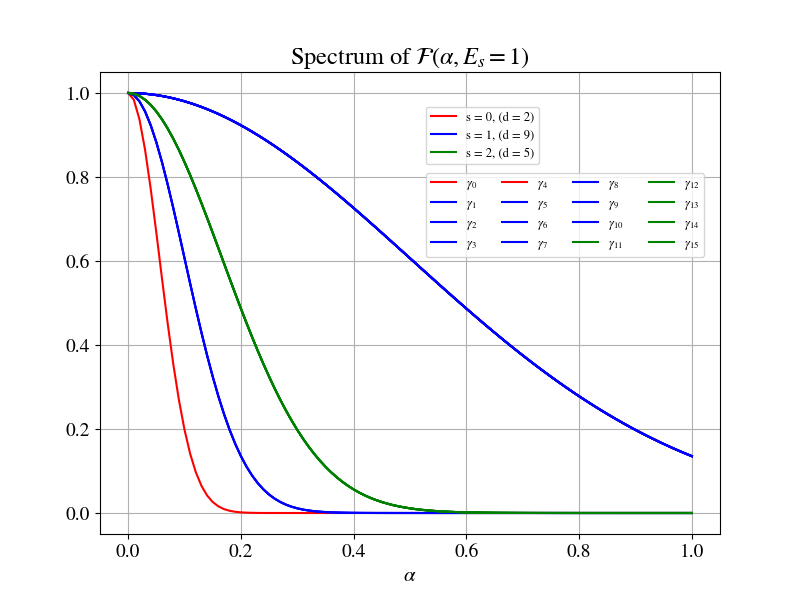 Spectrum of 𝓕(α, E_s = 1)
1.0
0.8
0.6
0.4
0.2
0.0
s = 0, (d = 2)
s = 1, (d = 9)
s = 2, (d = 5)
γ₀ γ₄ γ₈ γ₁₂
γ₁ γ₅ γ₉ γ₁₃
γ₂ γ₆ γ₁₀ γ₁₄
γ₃ γ₇ γ₁₁ γ₁₅
0.0 0.2 0.4 0.6 0.8 1.0
α